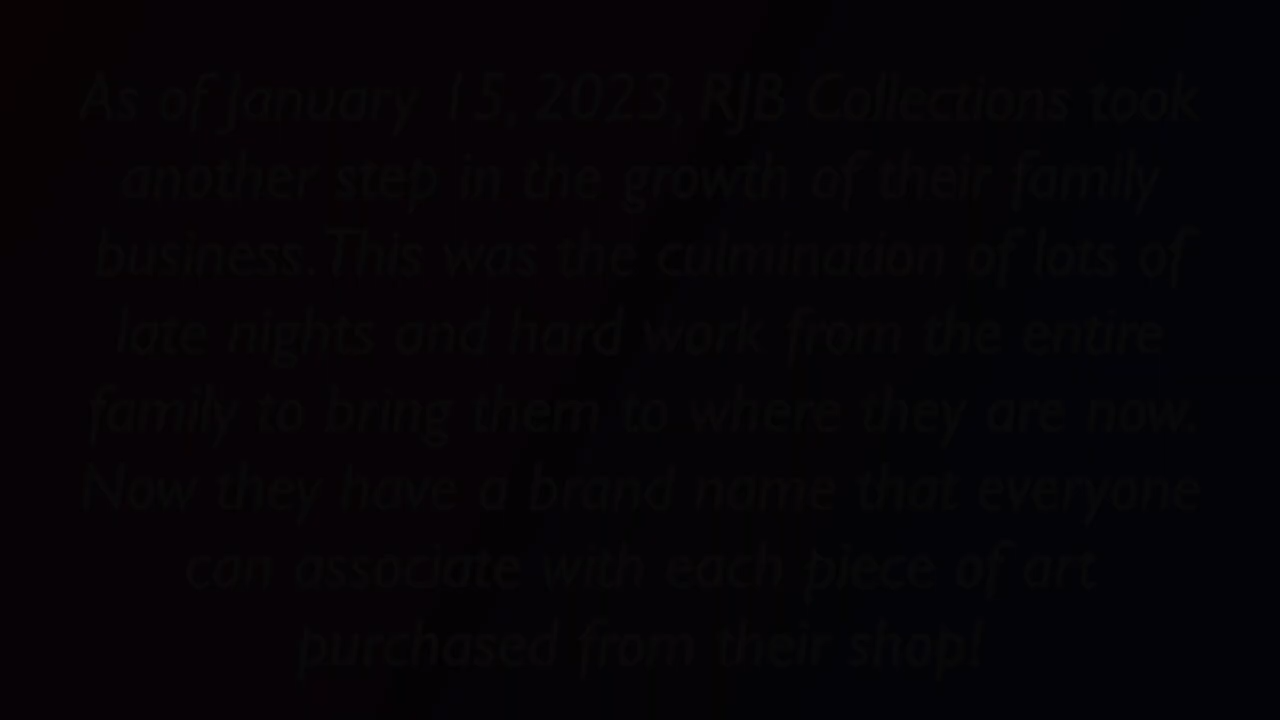 As of January 15, 2023, RJB Collections took
another step in the growth of their family
business. This was the culmination of lots of
late nights and hard work from the entire
family to bring them to where they are now.
Now they have a brand name that everyone
can associate with each piece of art
purchased from their shop!